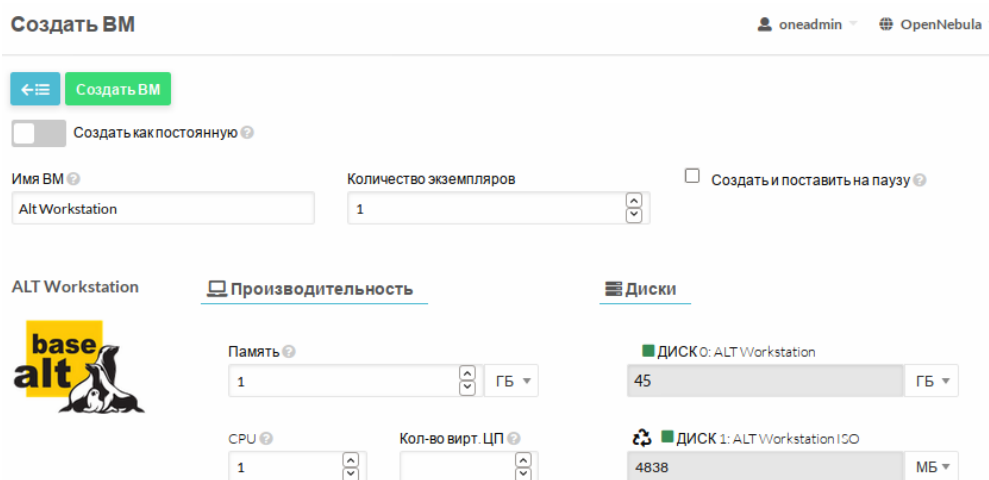 Создать ВМ
oneadmin
OpenNebula
Создать ВМ
Создать как постоянную
Имя ВМ
Количество экземпляров
Создать и поставить на паузу
Alt Workstation
1
ALT Workstation
Производительность
Диски
base
alt
Память
ДИСК 0: ALT Workstation
1
ГБ
45
ГБ
CPU
Кол-во вирт. ЦП
ДИСК 1: ALT Workstation ISO
1
4838
МБ